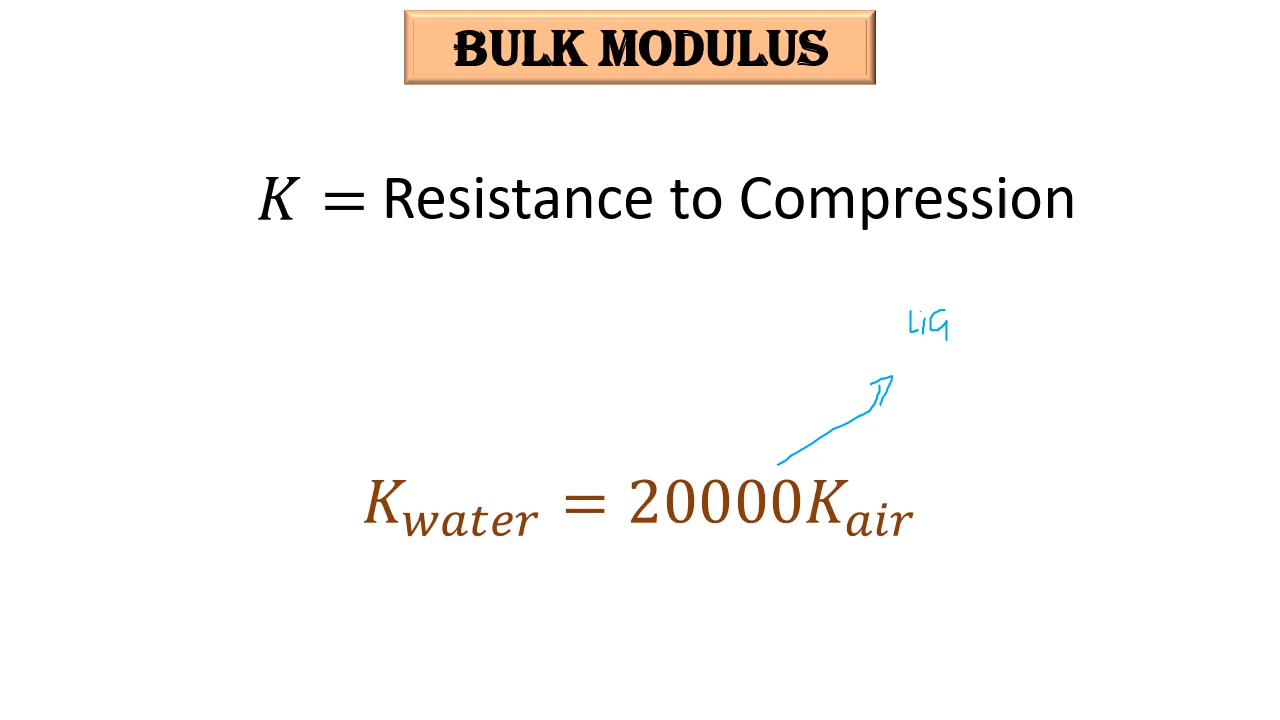 BULK MODULUS
K = Resistance to Compression
LiG
K_water = 20000K_air